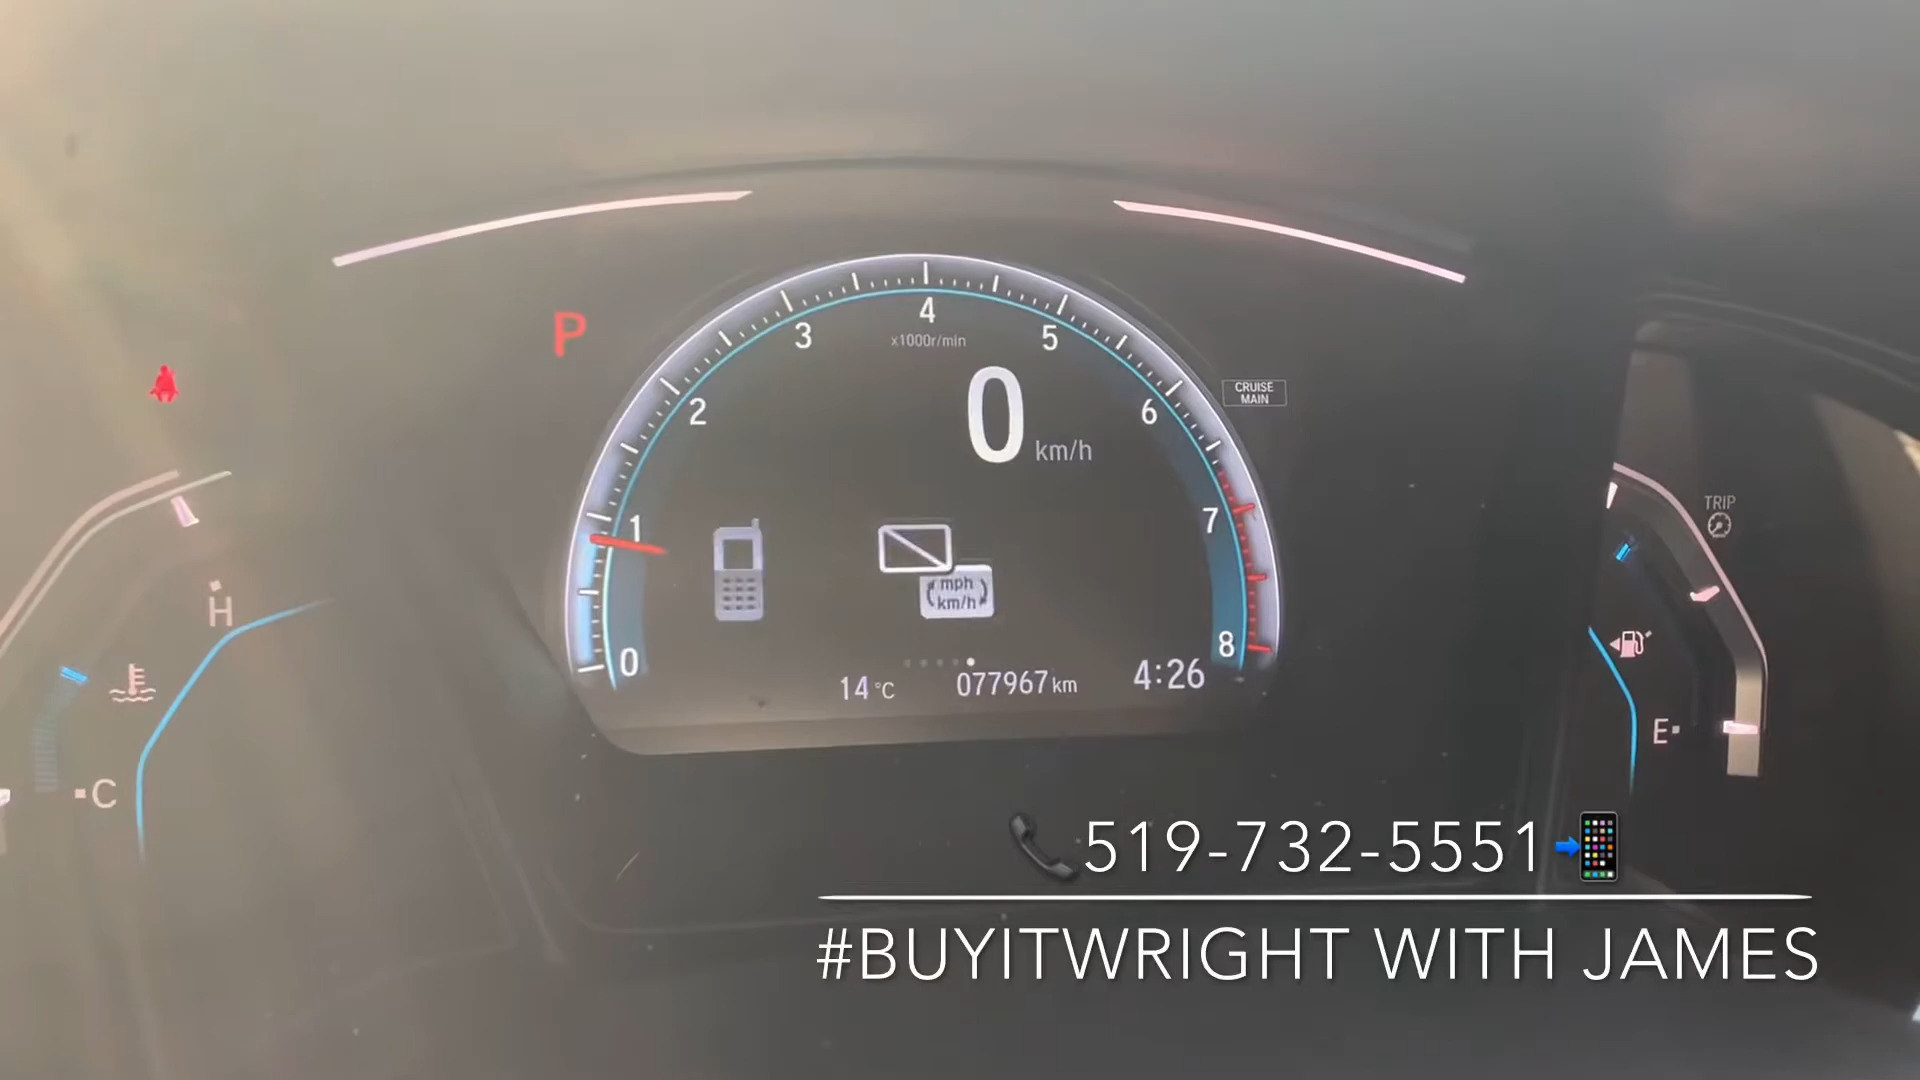 4
3
5
x1000r/min
P
0
km/h
CRUISE
MAIN
2
6
1
7
TRIP
mph
km/h
H
0
8
14 °C
077967 km
4:26
E
C
519-732-5551
#BUYITWRIGHT WITH JAMES